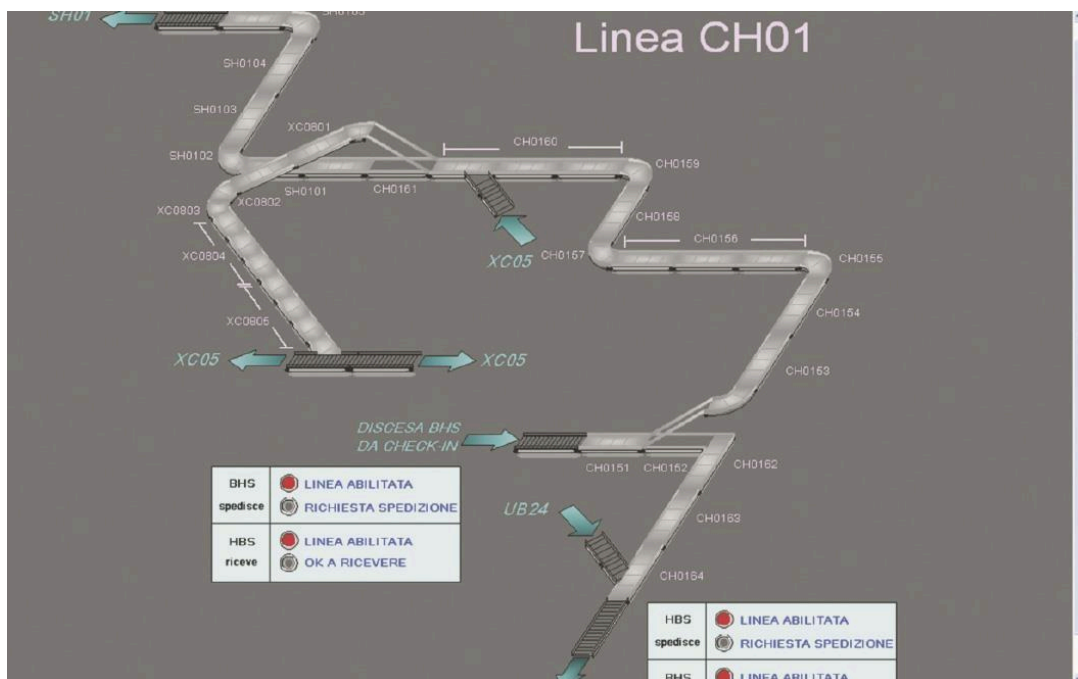 SH01
Linea CH01
SH0104
SH0103
XC0801
CH0160
SH0102
CH0159
SH0101
CH0161
XC0802
XC0803
CH0158
XC05
CH0157
CH0156
CH0155
XC0804
CH0154
XC0805
XC05
XC05
CH0153
DISCESA BHS
DA CHECK-IN
CH0151
CH0152
CH0162
BHS
spedisce
LINEA ABILITATA
RICHIESTA SPEDIZIONE
HBS
riceve
LINEA ABILITATA
OK A RICEVERE
UB24
CH0163
CH0164
HBS
spedisce
LINEA ABILITATA
RICHIESTA SPEDIZIONE
BHS
LINEA ABILITATA